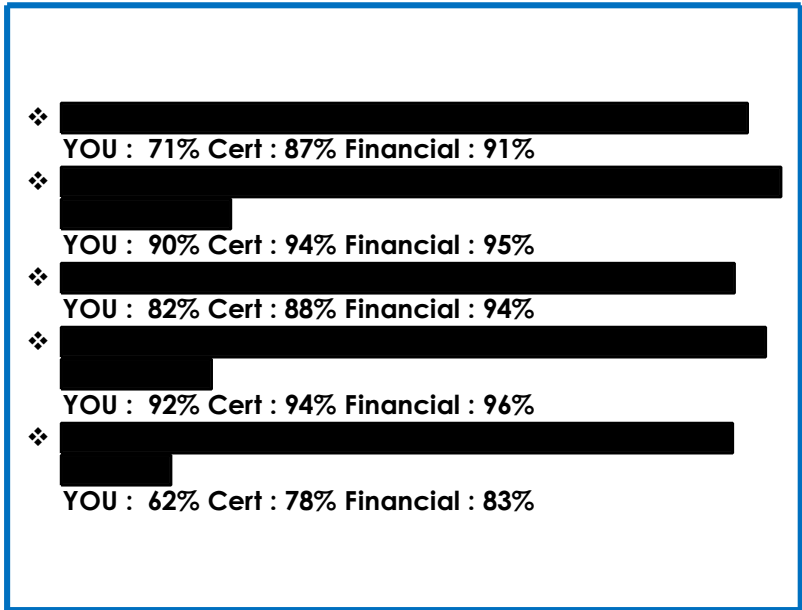 YOU : 71% Cert : 87% Financial : 91%
YOU : 90% Cert : 94% Financial : 95%
YOU : 82% Cert : 88% Financial : 94%
YOU : 92% Cert : 94% Financial : 96%
YOU : 62% Cert : 78% Financial : 83%